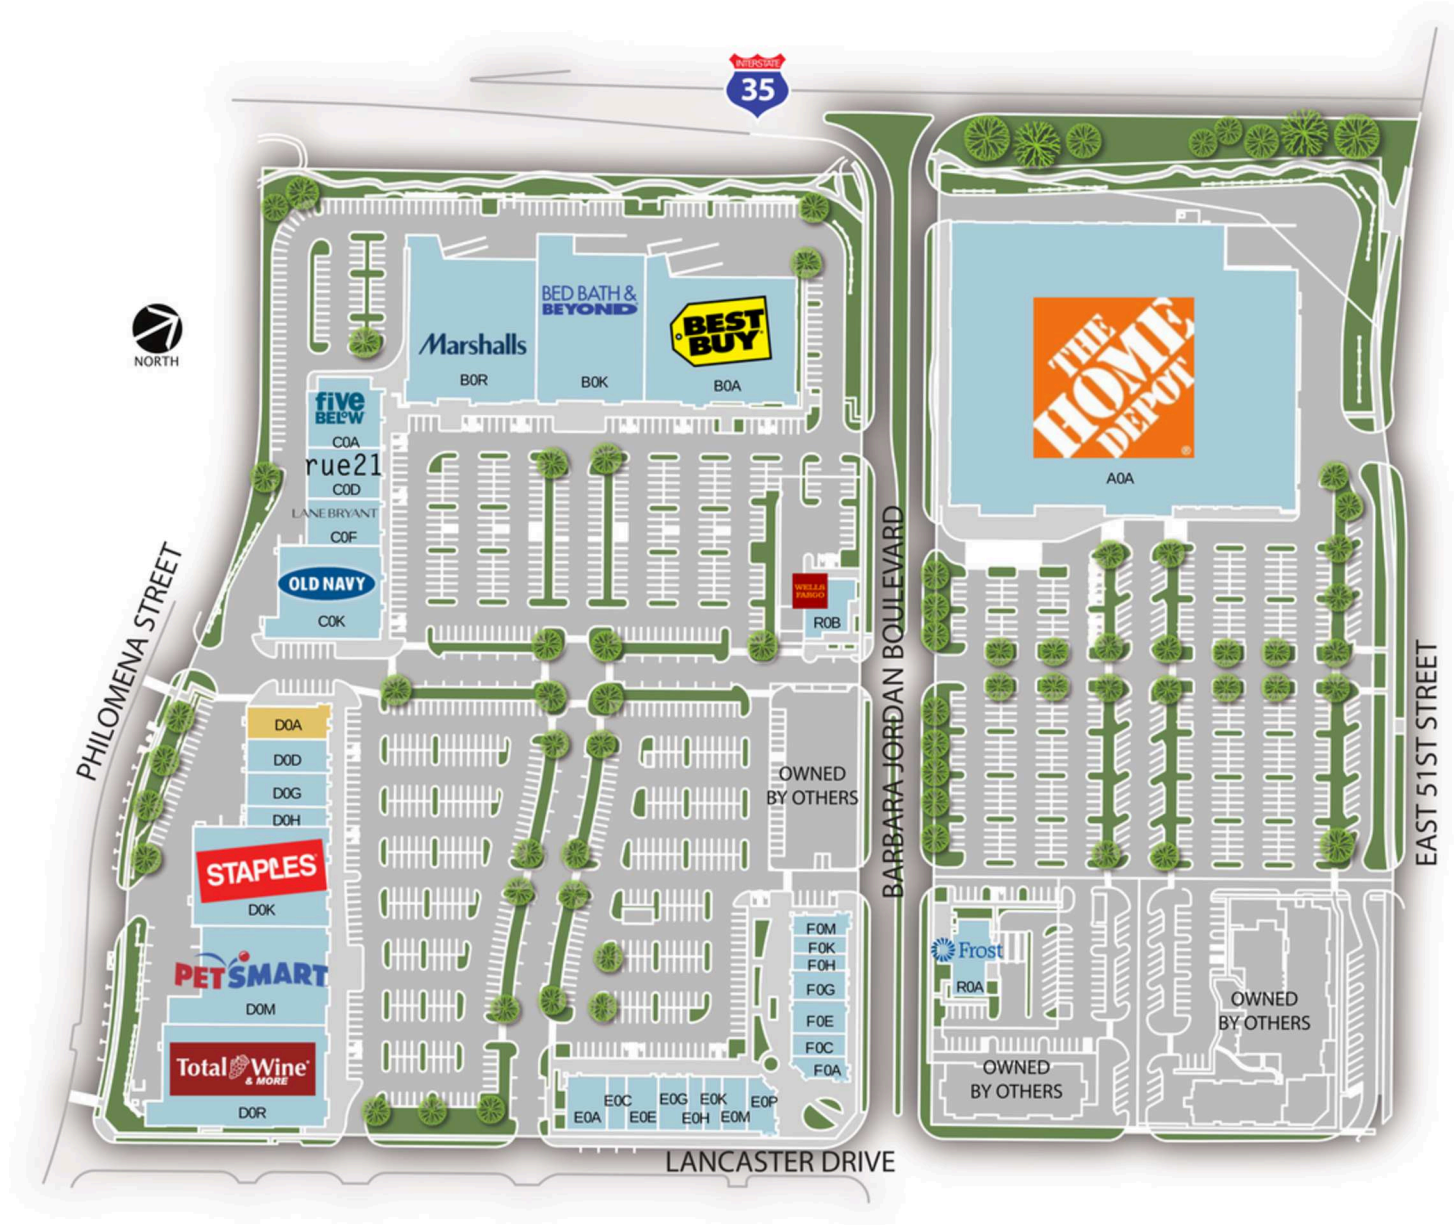 INTERSTATE
35
NORTH
Marshalls
B0R
BED BATH &
BEYOND
B0K
BEST
BUY
B0A
THE
HOME
DEPOT
A0A
five
BELOW
C0A
rue21
C0D
LANE BRYANT
C0F
OLD NAVY
C0K
WELLS
FARGO
R0B
PHILOMENA STREET
BARBARA JORDAN BOULEVARD
EAST 51ST STREET
D0A
D0D
D0G
D0H
STAPLES
D0K
PETSMART
D0M
Total Wine
& MORE
D0R
OWNED
BY OTHERS
F0M
F0K
F0H
F0G
F0E
F0C
F0A
E0A
E0C
E0E
E0G
E0H
E0K
E0M
E0P
Frost
R0A
OWNED
BY OTHERS
OWNED
BY OTHERS
LANCASTER DRIVE